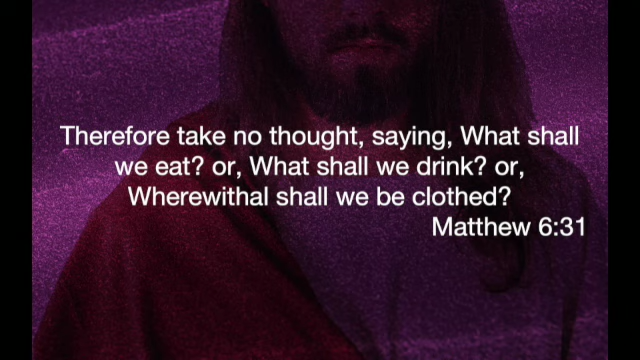 Therefore take no thought, saying, What shall
we eat? or, What shall we drink? or,
Wherewithal shall we be clothed?
Matthew 6:31